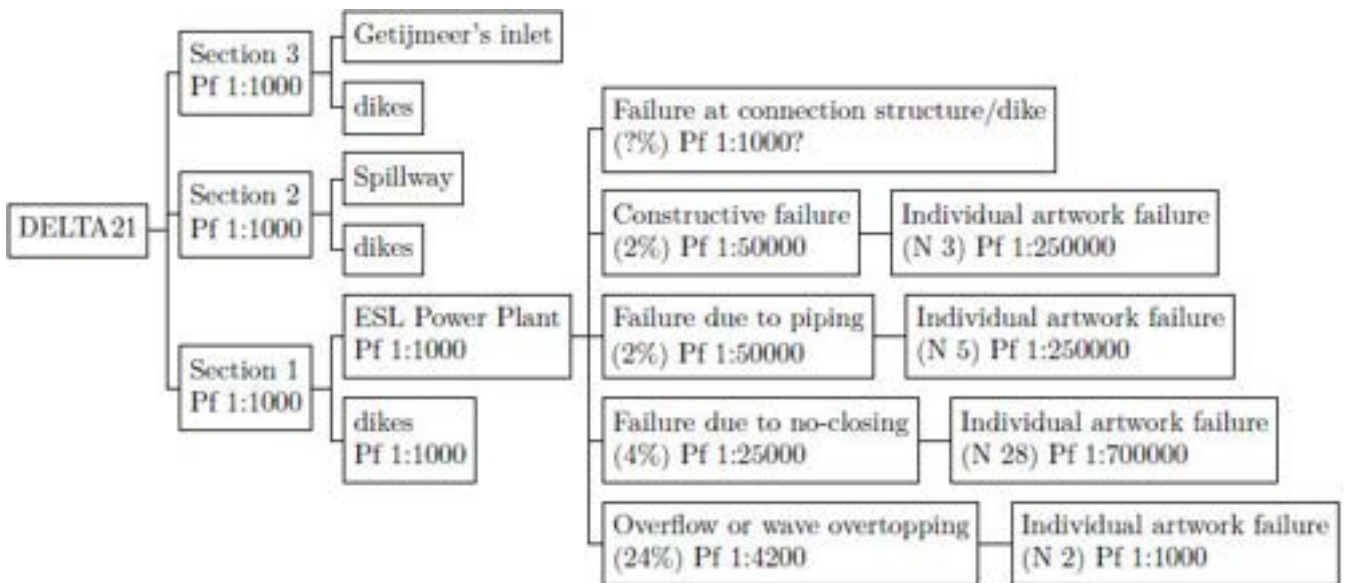 DELTA21
Section 3
Pf 1:1000
Getijmeer's inlet
dikes
Section 2
Pf 1:1000
Spillway
dikes
Section 1
Pf 1:1000
ESL Power Plant
Pf 1:1000
dikes
Pf 1:1000
Failure at connection structure/dike
(?%) Pf 1:1000?
Constructive failure
(2%) Pf 1:50000
Individual artwork failure
(N 3) Pf 1:250000
Failure due to piping
(2%) Pf 1:50000
Individual artwork failure
(N 5) Pf 1:250000
Failure due to no-closing
(4%) Pf 1:25000
Individual artwork failure
(N 28) Pf 1:700000
Overflow or wave overtopping
(24%) Pf 1:4200
Individual artwork failure
(N 2) Pf 1:1000